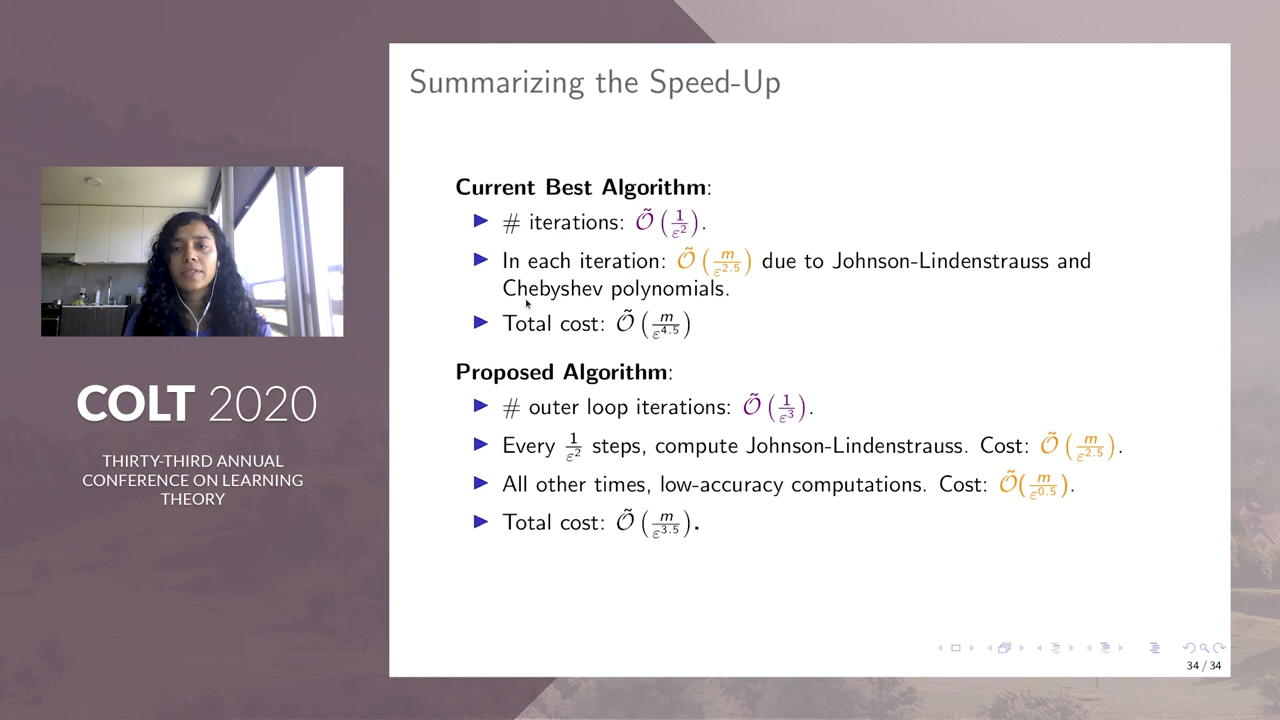 Summarizing the Speed-Up
Current Best Algorithm:
▶ # iterations: Õ(1/ε²).
▶ In each iteration: Õ(m/ε^2.5) due to Johnson-Lindenstrauss and
Chebyshev polynomials.
▶ Total cost: Õ(m/ε^4.5)
Proposed Algorithm:
▶ # outer loop iterations: Õ(1/ε³).
▶ Every 1/ε² steps, compute Johnson-Lindenstrauss. Cost: Õ(m/ε^2.5).
▶ All other times, low-accuracy computations. Cost: Õ(m/ε^0.5).
▶ Total cost: Õ(m/ε^3.5).
34 / 34
COLT 2020
THIRTY-THIRD ANNUAL
CONFERENCE ON LEARNING
THEORY